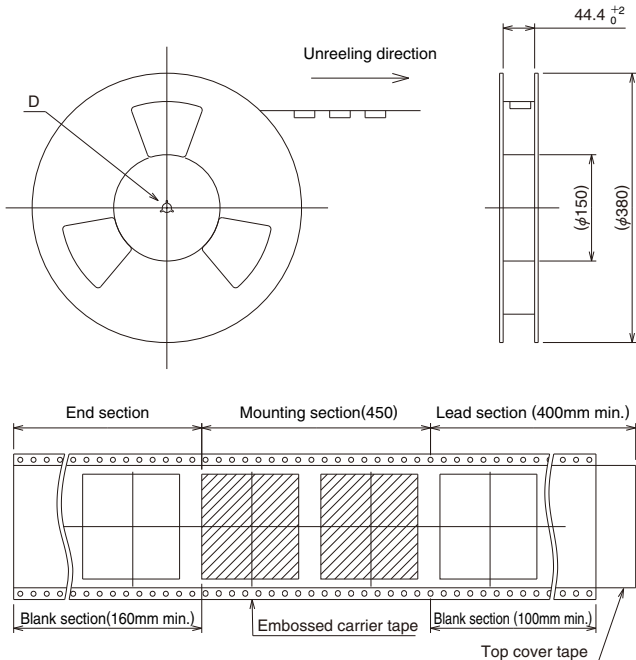 44.4 +2 0
Unreeling direction
D
(ϕ150)
(ϕ380)
End section
Mounting section(450)
Lead section (400mm min.)
Blank section(160mm min.)
Embossed carrier tape
Blank section (100mm min.)
Top cover tape